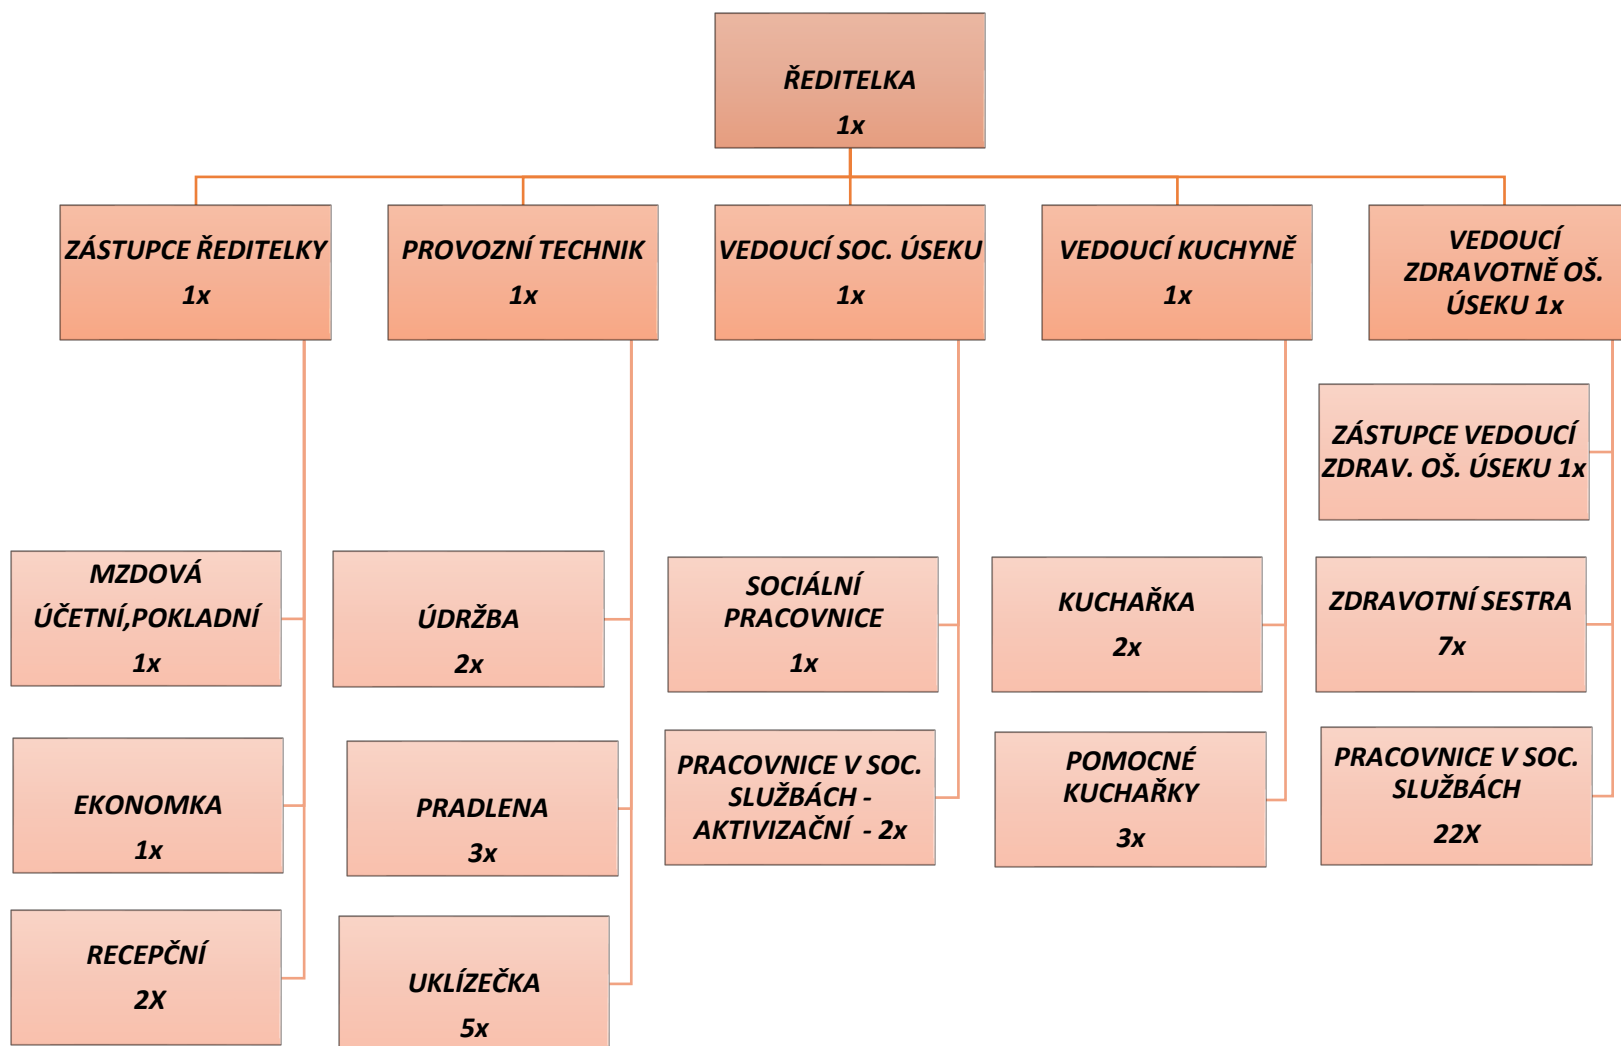 ŘEDITELKA
1x
ZÁSTUPCE ŘEDITELKY
1x
PROVOZNÍ TECHNIK
1x
VEDOUCÍ SOC. ÚSEKU
1x
VEDOUCÍ KUCHYNĚ
1x
VEDOUCÍ
ZDRAVOTNĚ OŠ.
ÚSEKU 1x
ZÁSTUPCE VEDOUCÍ
ZDRAV. OŠ. ÚSEKU 1x
MZDOVÁ
ÚČETNÍ,POKLADNÍ
1x
ÚDRŽBA
2x
SOCIÁLNÍ
PRACOVNICE
1x
KUCHAŘKA
2x
ZDRAVOTNÍ SESTRA
7x
EKONOMKA
1x
PRADLENA
3x
PRACOVNICE V SOC.
SLUŽBÁCH -
AKTIVIZAČNÍ - 2x
POMOCNÉ
KUCHAŘKY
3x
PRACOVNICE V SOC.
SLUŽBÁCH
22X
RECEPČNÍ
2X
UKLÍZEČKA
5x